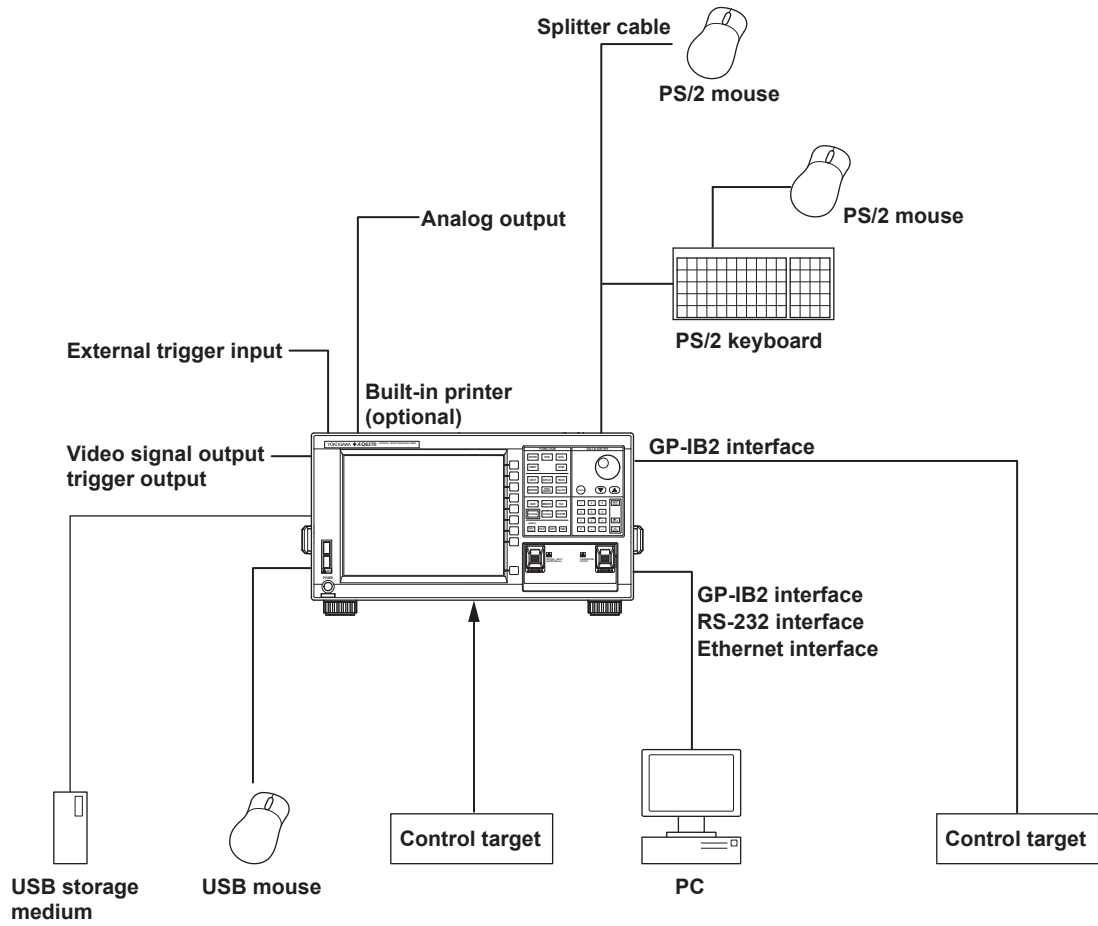 Splitter cable
PS/2 mouse
PS/2 mouse
Analog output
PS/2 keyboard
External trigger input
Built-in printer
(optional)
Video signal output
trigger output
GP-IB2 interface
YOKOGAWA ◆ AQ6370
POWER
GP-IB2 interface
RS-232 interface
Ethernet interface
Control target
Control target
USB storage
medium
USB mouse
PC